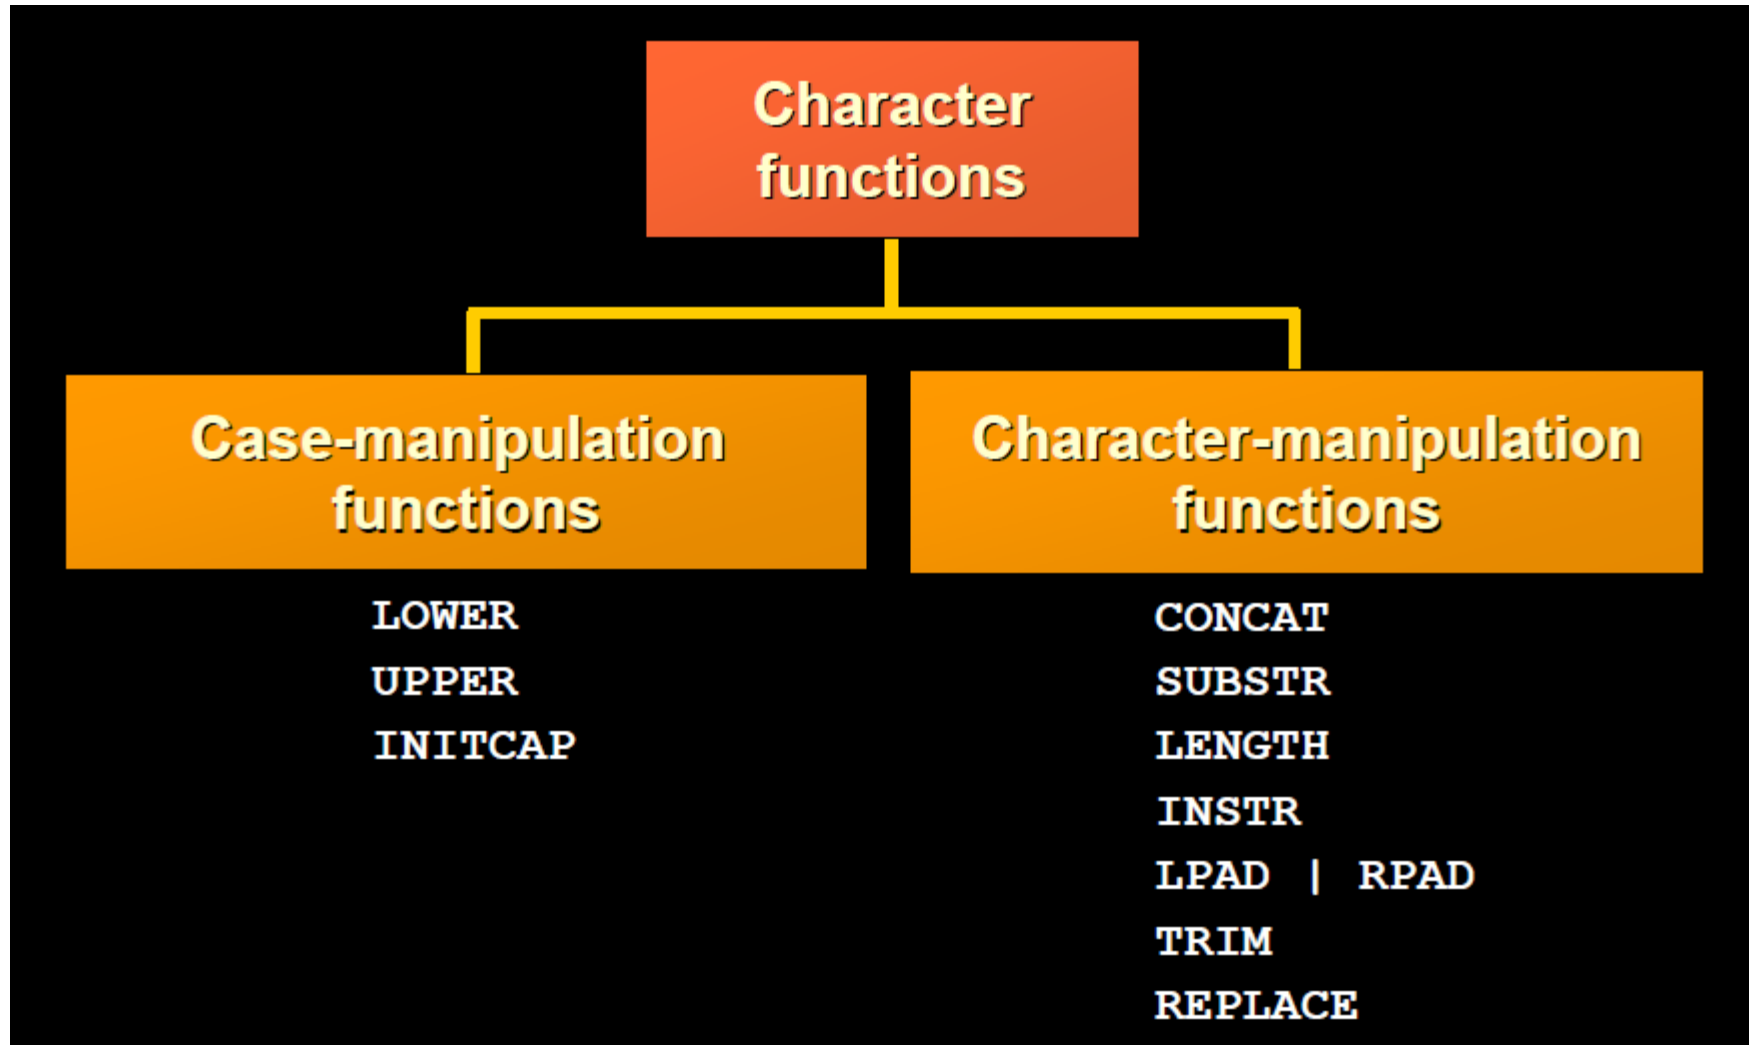 Character
functions
Case-manipulation
functions
LOWER
UPPER
INITCAP
Character-manipulation
functions
CONCAT
SUBSTR
LENGTH
INSTR
LPAD | RPAD
TRIM
REPLACE